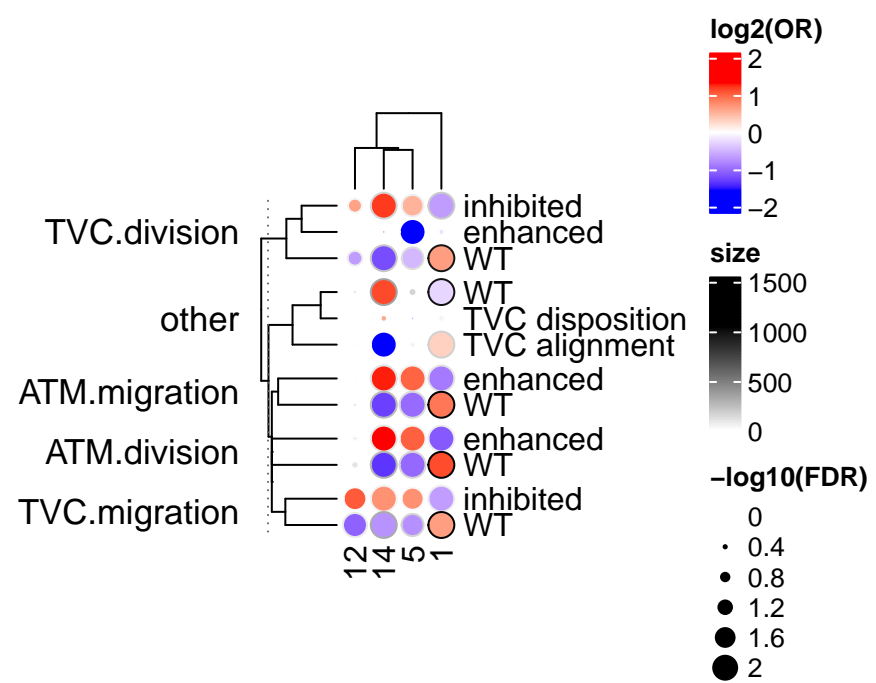 log2(OR)
2
1
0
−1
−2
size
1500
1000
500
0
−log10(FDR)
0
0.4
0.8
1.2
1.6
2
TVC.division
inhibited
enhanced
WT
other
WT
TVC disposition
TVC alignment
ATM.migration
enhanced
WT
ATM.division
enhanced
WT
TVC.migration
inhibited
WT
12
14
5
1